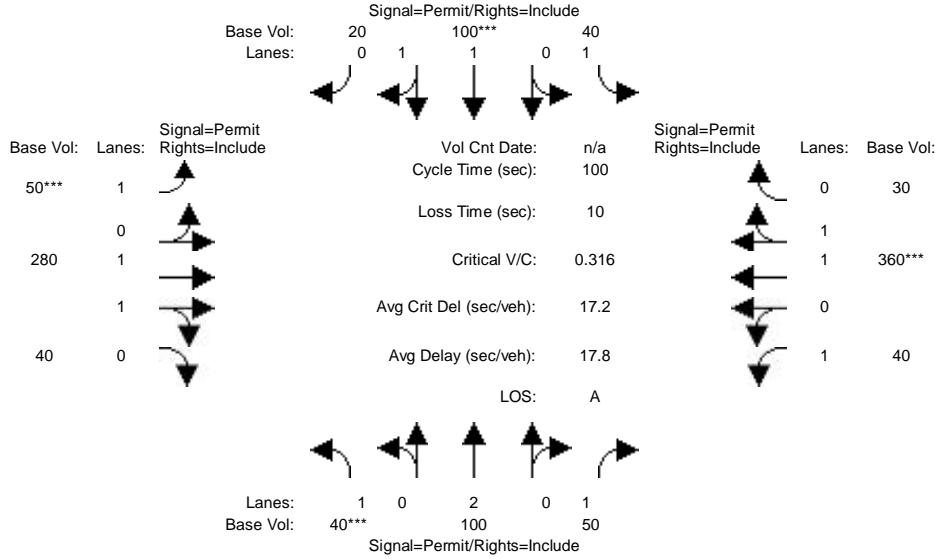 Signal=Permit/Rights=Include
Base Vol: 20 100*** 40
Lanes: 0 1 1 0 1
Signal=Permit
Rights=Include
Base Vol: Lanes:
50*** 1
0
280 1
1
40 0
Vol Cnt Date: n/a
Cycle Time (sec): 100
Loss Time (sec): 10
Critical V/C: 0.316
Avg Crit Del (sec/veh): 17.2
Avg Delay (sec/veh): 17.8
LOS: A
Signal=Permit
Rights=Include
Lanes: Base Vol:
0 30
1
1 360***
0
1 40
Lanes: 1 0 2 0 1
Base Vol: 40*** 100 50
Signal=Permit/Rights=Include